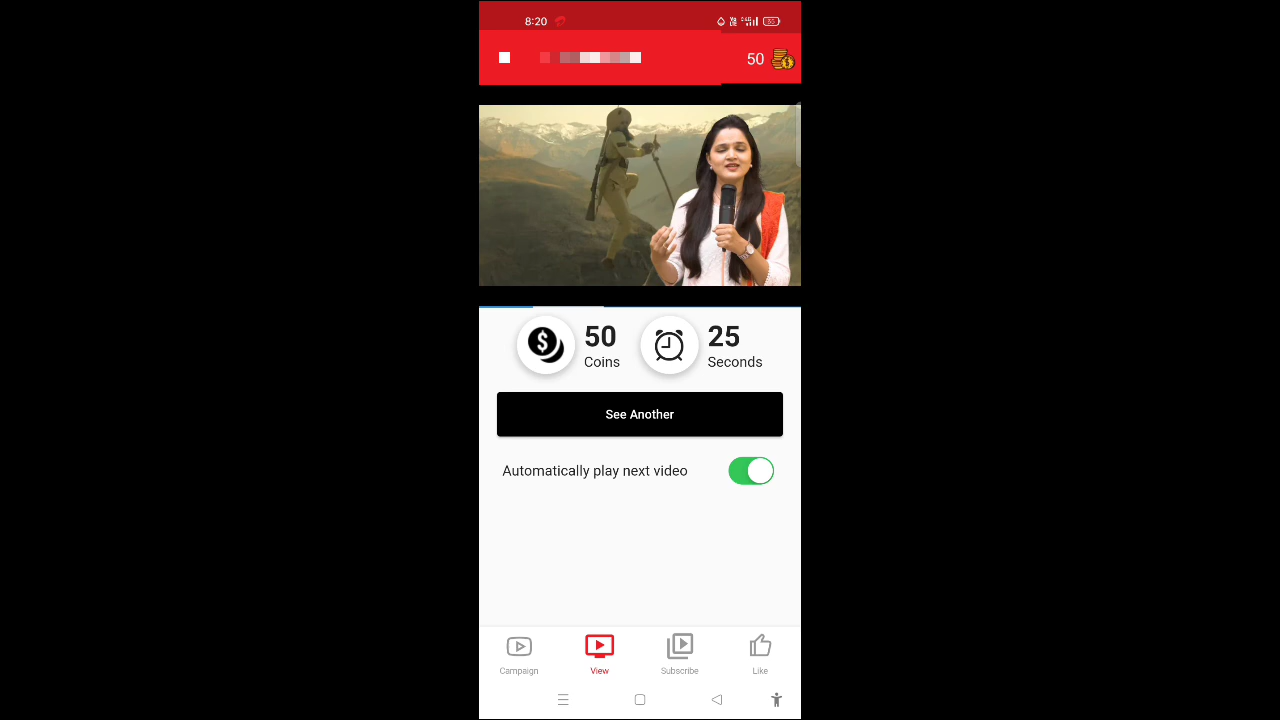 8:20
50
50
Coins
25
Seconds
See Another
Automatically play next video
Campaign
View
Subscribe
Like